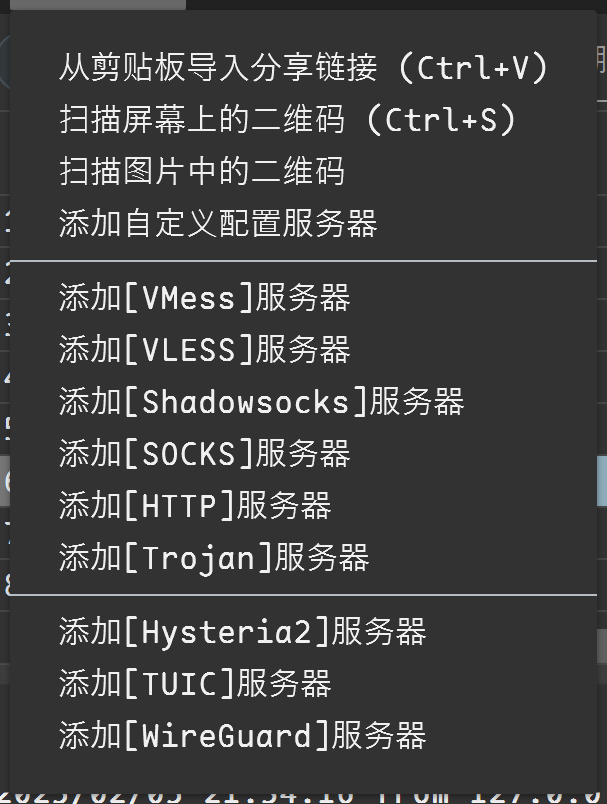 从剪贴板导入分享链接 (Ctrl+V)
扫描屏幕上的二维码 (Ctrl+S)
扫描图片中的二维码
添加自定义配置服务器
添加[VMess]服务器
添加[VLESS]服务器
添加[Shadowsocks]服务器
添加[SOCKS]服务器
添加[HTTP]服务器
添加[Trojan]服务器
添加[Hysteria2]服务器
添加[TUIC]服务器
添加[WireGuard]服务器